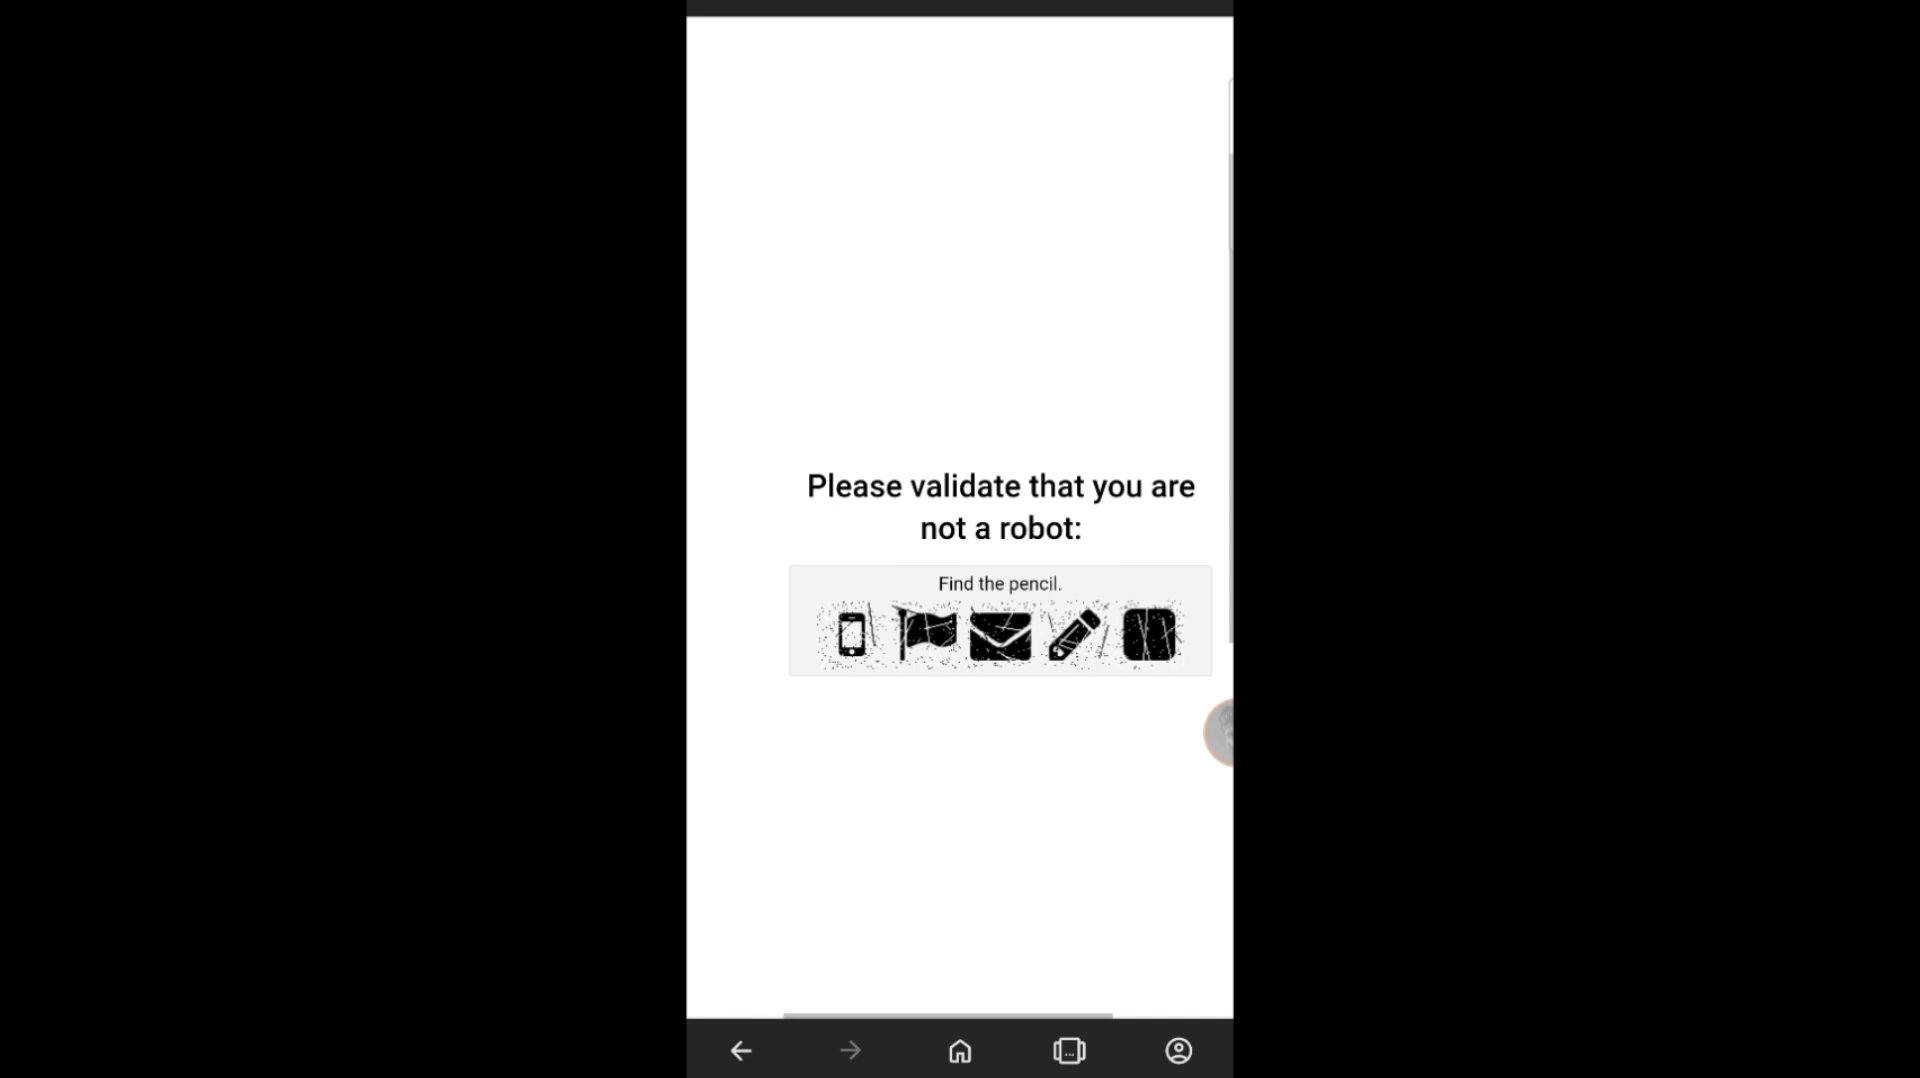 Please validate that you are
not a robot:
Find the pencil.